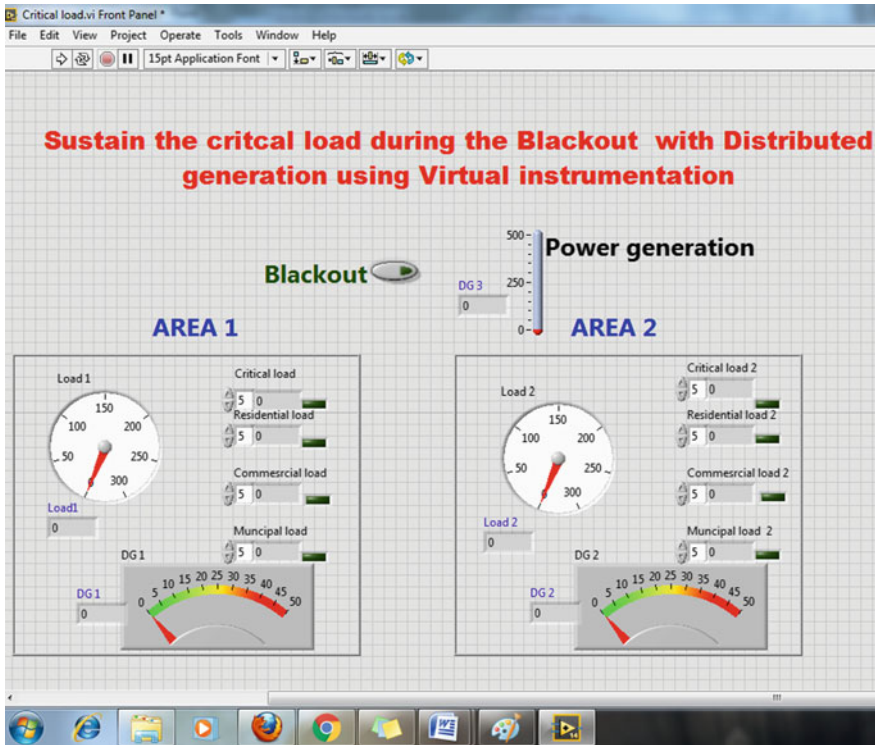 Critical load.vi Front Panel *
File Edit View Project Operate Tools Window Help
15pt Application Font
Sustain the critcal load during the Blackout with Distributed
generation using Virtual instrumentation
Blackout
500
250
0
Power generation
DG 3
0
AREA 1
AREA 2
Load 1
0 50 100 150 200 250 300
Load1
0
Critical load
5 0
Residential load
5 0
Commesrcial load
5 0
Muncipal load
5 0
DG 1
0 5 10 15 20 25 30 35 40 45 50
DG 1
0
Load 2
0 50 100 150 200 250 300
Load 2
0
Critical load 2
5 0
Residential load 2
5 0
Commesrcial load 2
5 0
Muncipal load 2
5 0
DG 2
0 5 10 15 20 25 30 35 40 45 50
DG 2
0